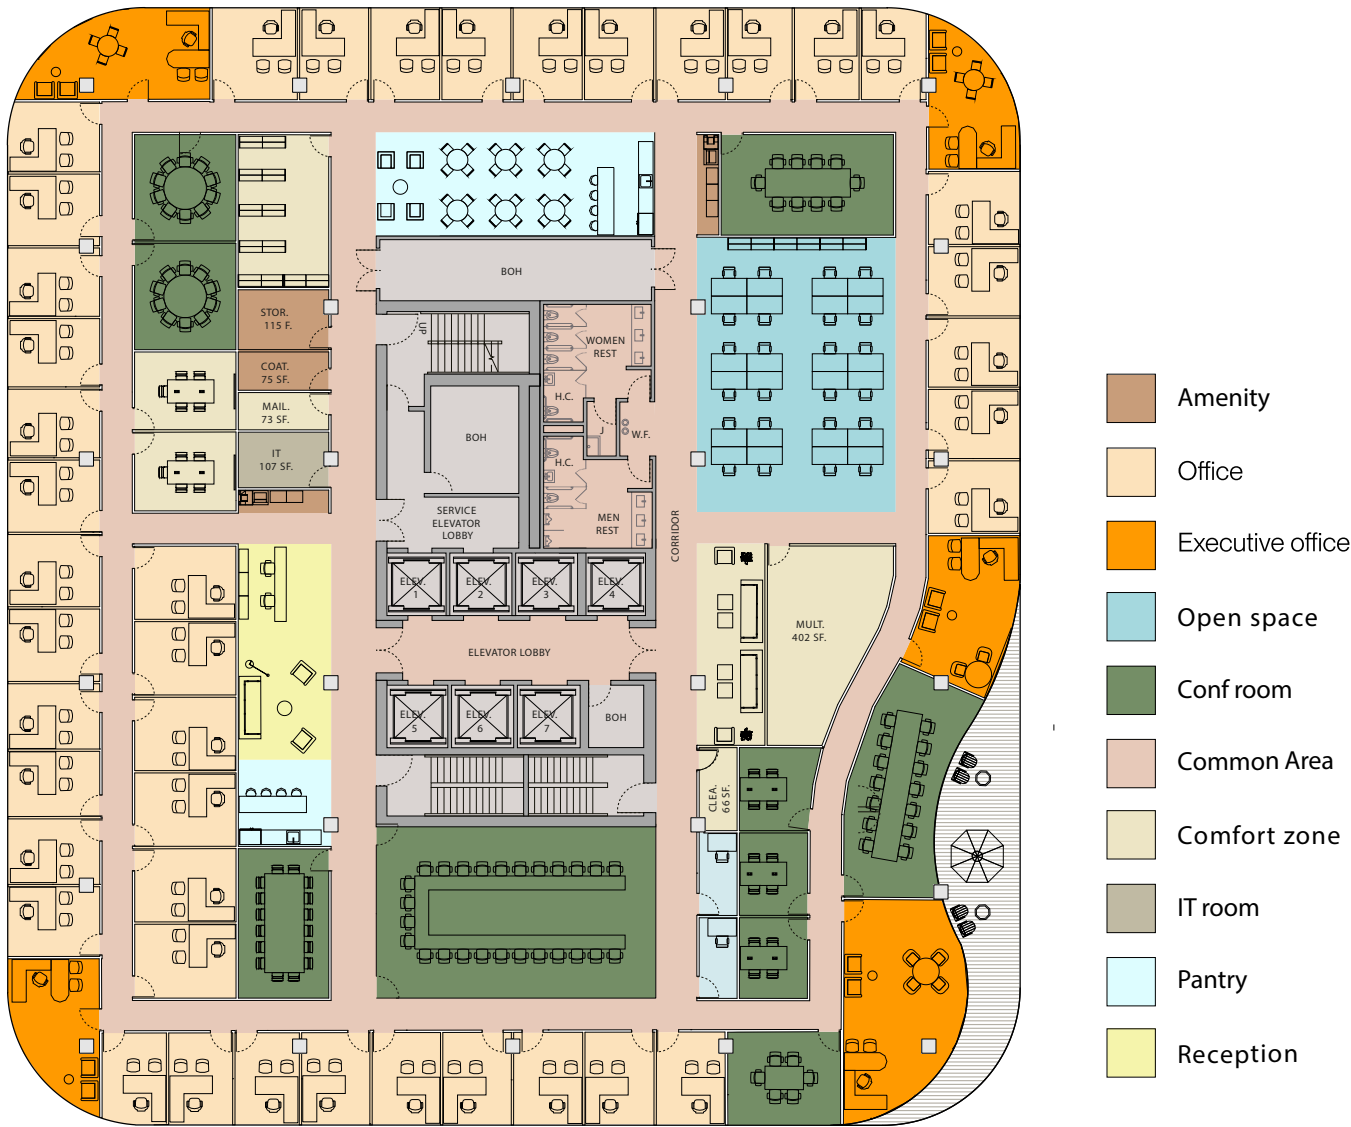 BOH
STOR.
115 F.
COAT.
75 SF.
MAIL.
73 SF.
IT
107 SF.
UP
WOMEN
REST
H.C.
J
W.F.
BOH
H.C.
SERVICE
ELEVATOR
LOBBY
MEN
REST
CORRIDOR
ELEV.
1
ELEV.
2
ELEV.
3
ELEV.
4
ELEVATOR LOBBY
MULT.
402 SF.
ELEV.
5
ELEV.
6
ELEV.
7
BOH
CLEA.
66 SF.
Amenity
Office
Executive office
Open space
Conf room
Common Area
Comfort zone
IT room
Pantry
Reception